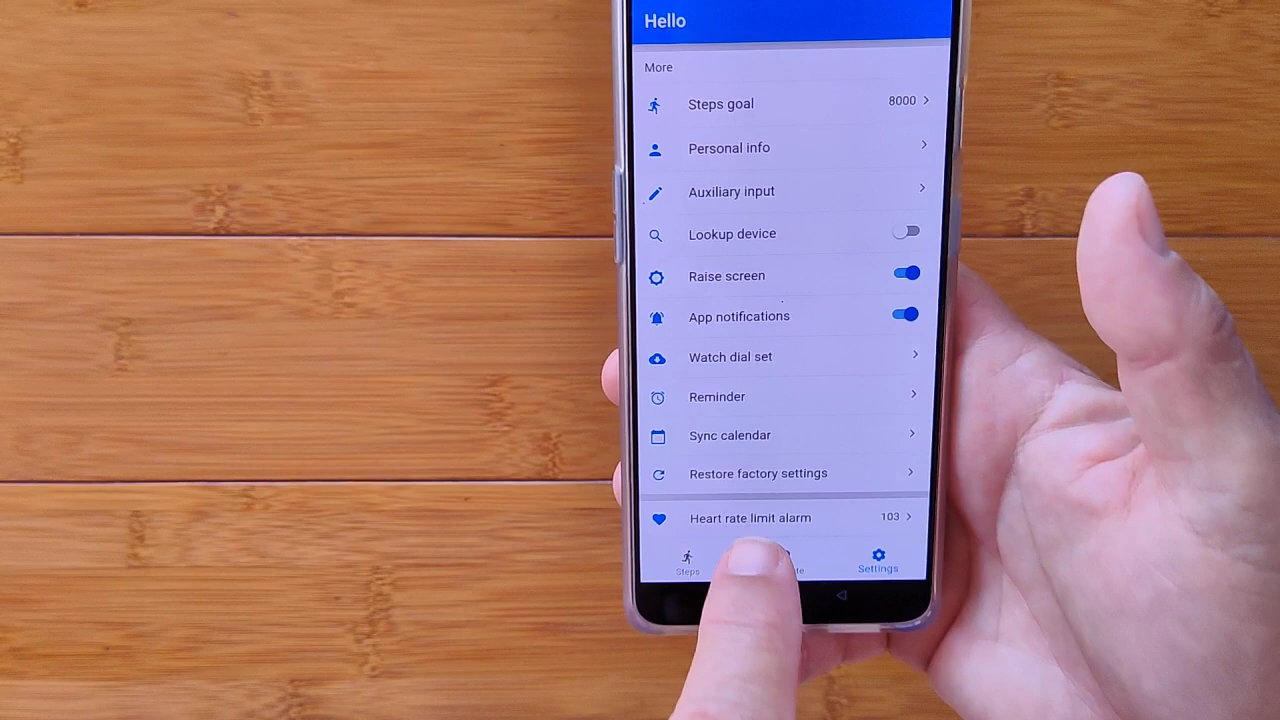 Hello
More
Steps goal 8000
Personal info
Auxiliary input
Lookup device
Raise screen
App notifications
Watch dial set
Reminder
Sync calendar
Restore factory settings
Heart rate limit alarm 103
Steps
Settings